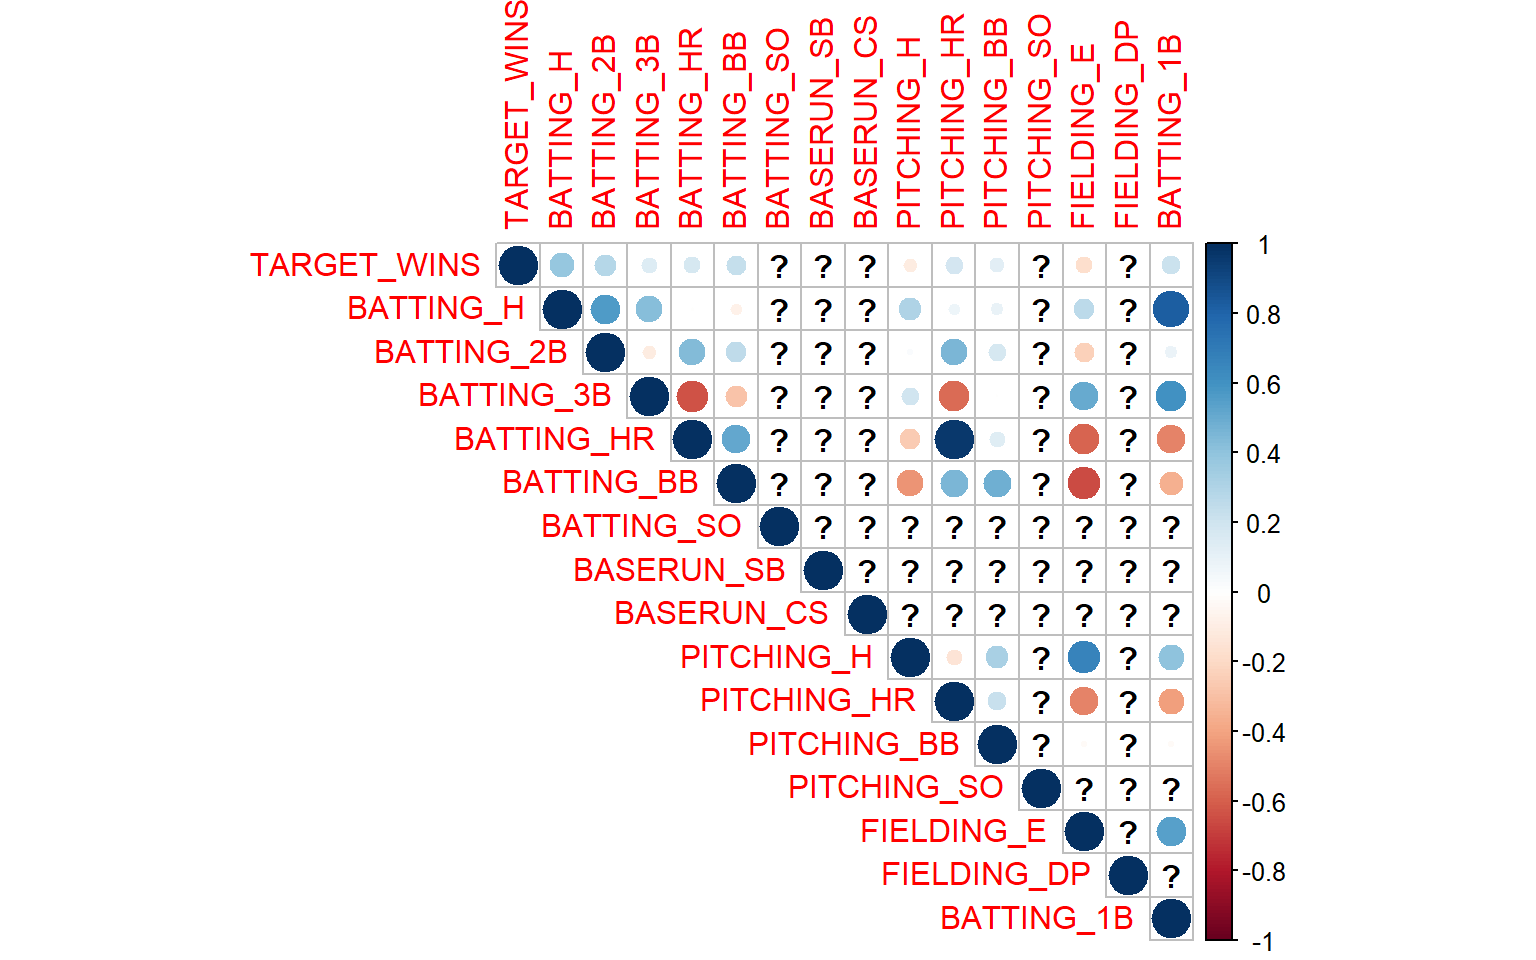 TARGET_WINS
BATTING_H
BATTING_2B
BATTING_3B
BATTING_HR
BATTING_BB
BATTING_SO
BASERUN_SB
BASERUN_CS
PITCHING_H
PITCHING_HR
PITCHING_BB
PITCHING_SO
FIELDING_E
FIELDING_DP
BATTING_1B
TARGET_WINS ? ? ? ? ?
BATTING_H ? ? ? ? ?
BATTING_2B ? ? ? ? ?
BATTING_3B ? ? ? ? ?
BATTING_HR ? ? ? ? ?
BATTING_BB ? ? ? ? ?
BATTING_SO ? ? ? ? ? ? ? ? ?
BASERUN_SB ? ? ? ? ? ? ? ?
BASERUN_CS ? ? ? ? ? ? ?
PITCHING_H ? ?
PITCHING_HR ? ?
PITCHING_BB ? ?
PITCHING_SO ? ? ?
FIELDING_E ?
FIELDING_DP ?
BATTING_1B
1
0.8
0.6
0.4
0.2
0
-0.2
-0.4
-0.6
-0.8
-1